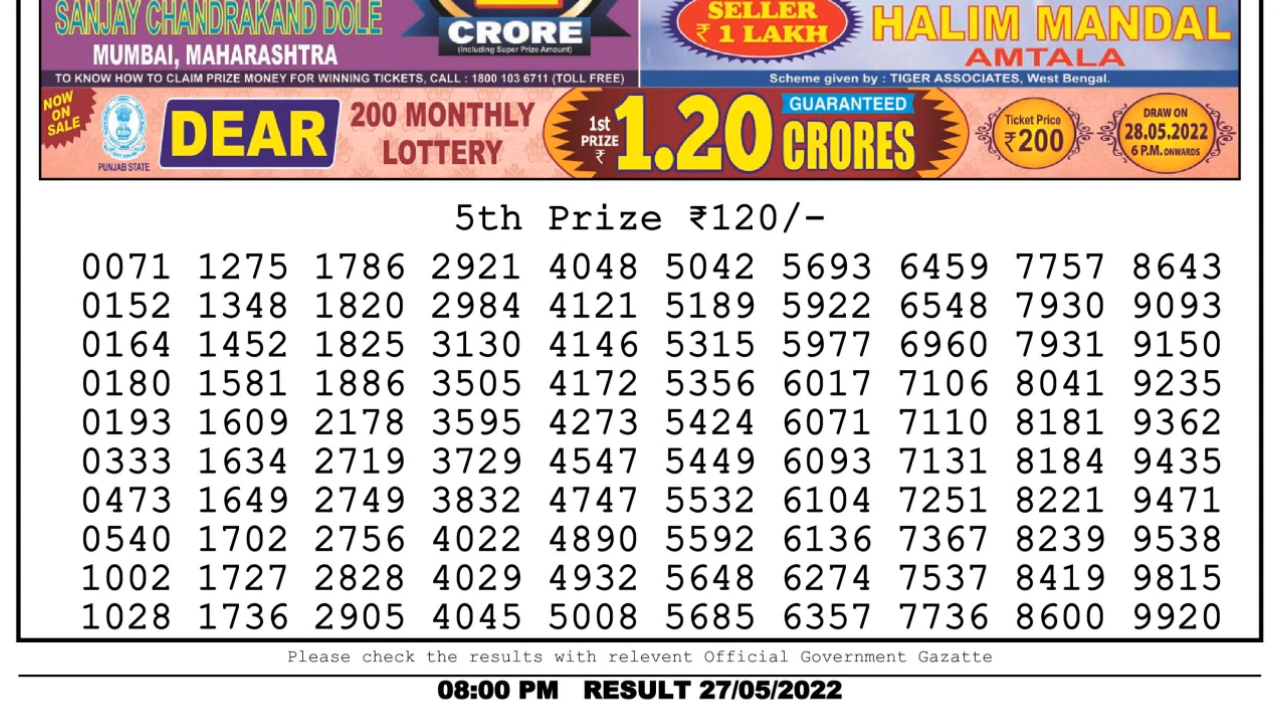 SANJAY CHANDRAKAND DOLE
MUMBAI, MAHARASHTRA
CRORE
(Including Super Prize Amount)
SELLER
₹ 1 LAKH
HALIM MANDAL
AMTALA
TO KNOW HOW TO CLAIM PRIZE MONEY FOR WINNING TICKETS, CALL : 1800 103 6711 (TOLL FREE)
Scheme given by : TIGER ASSOCIATES, West Bengal.
NOW
ON
SALE
PUNJAB STATE
DEAR
200 MONTHLY
LOTTERY
1st
PRIZE
₹
1.20
GUARANTEED
CRORES
Ticket Price
₹200
DRAW ON
28.05.2022
6 P.M. ONWARDS
5th Prize ₹120/-
0071 1275 1786 2921 4048 5042 5693 6459 7757 8643
0152 1348 1820 2984 4121 5189 5922 6548 7930 9093
0164 1452 1825 3130 4146 5315 5977 6960 7931 9150
0180 1581 1886 3505 4172 5356 6017 7106 8041 9235
0193 1609 2178 3595 4273 5424 6071 7110 8181 9362
0333 1634 2719 3729 4547 5449 6093 7131 8184 9435
0473 1649 2749 3832 4747 5532 6104 7251 8221 9471
0540 1702 2756 4022 4890 5592 6136 7367 8239 9538
1002 1727 2828 4029 4932 5648 6274 7537 8419 9815
1028 1736 2905 4045 5008 5685 6357 7736 8600 9920
Please check the results with relevent Official Government Gazatte
08:00 PM RESULT 27/05/2022